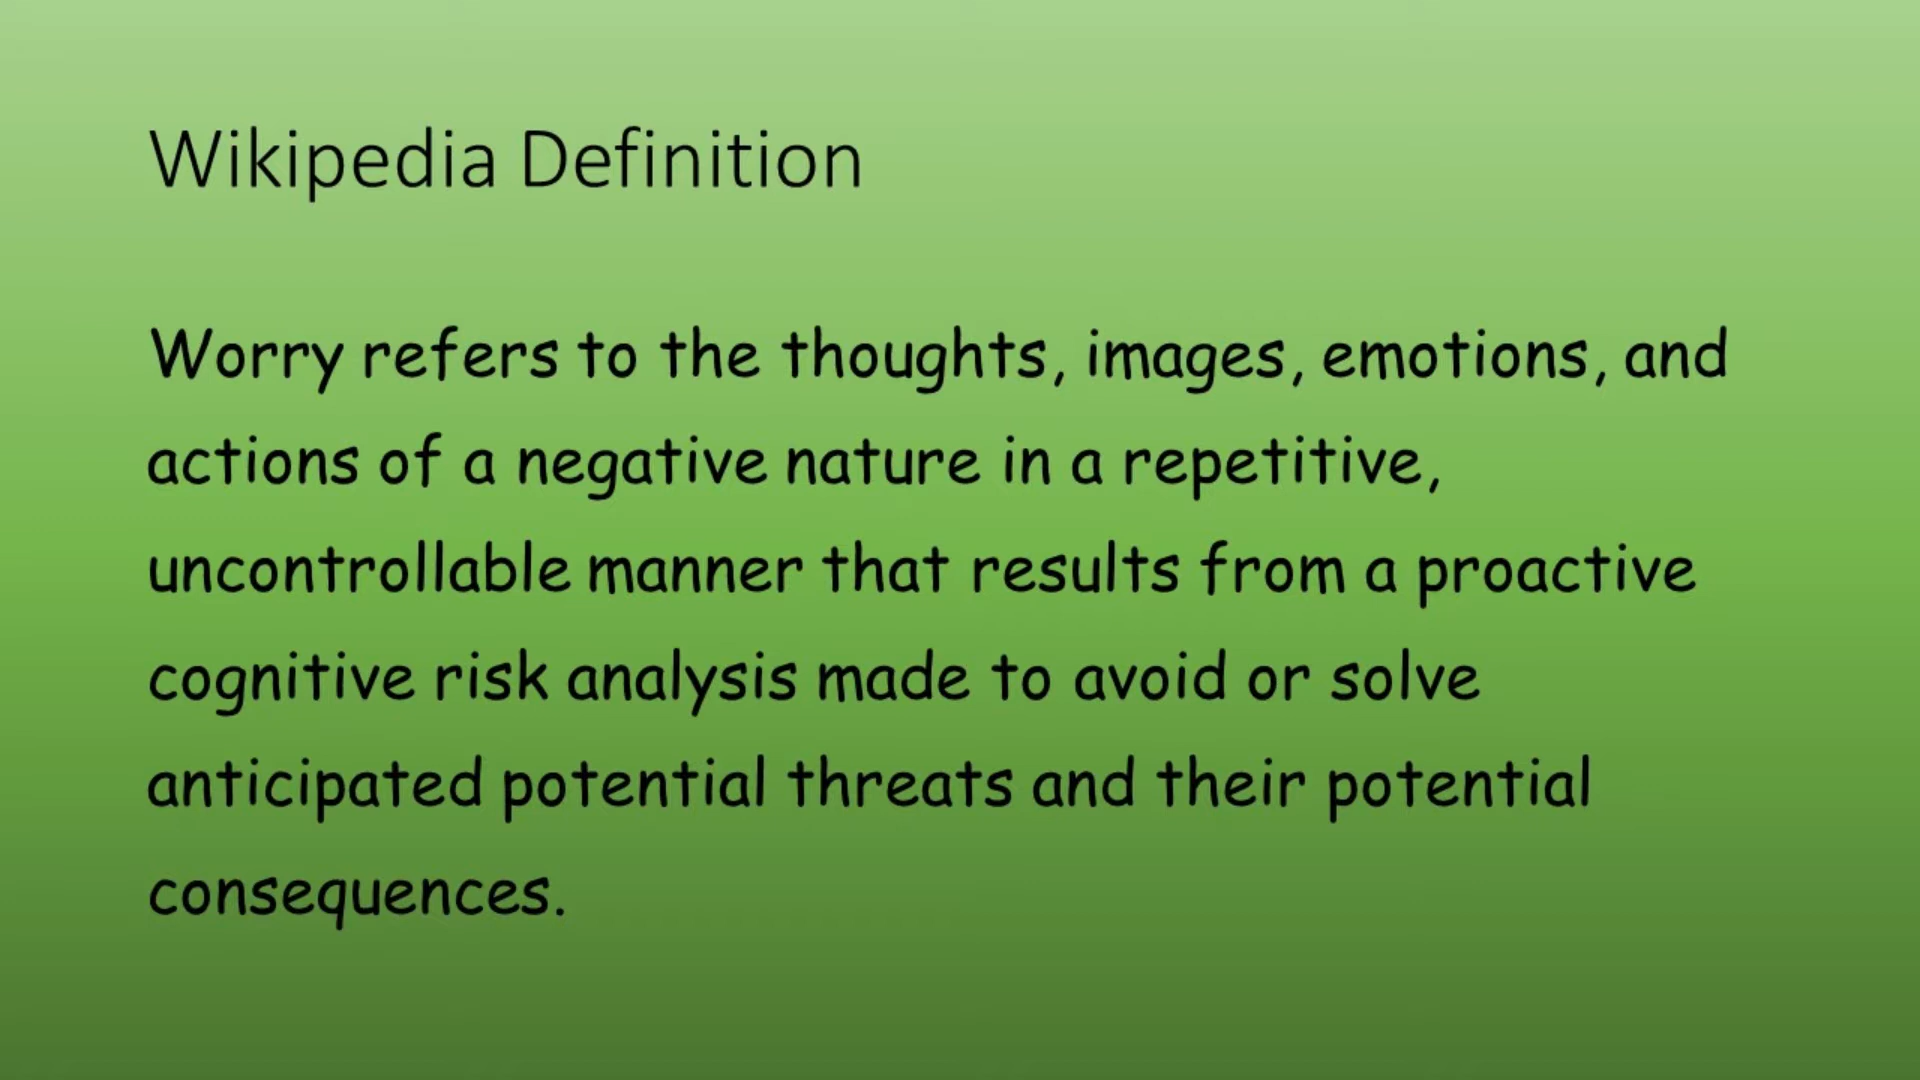 Wikipedia Definition
Worry refers to the thoughts, images, emotions, and
actions of a negative nature in a repetitive,
uncontrollable manner that results from a proactive
cognitive risk analysis made to avoid or solve
anticipated potential threats and their potential
consequences.